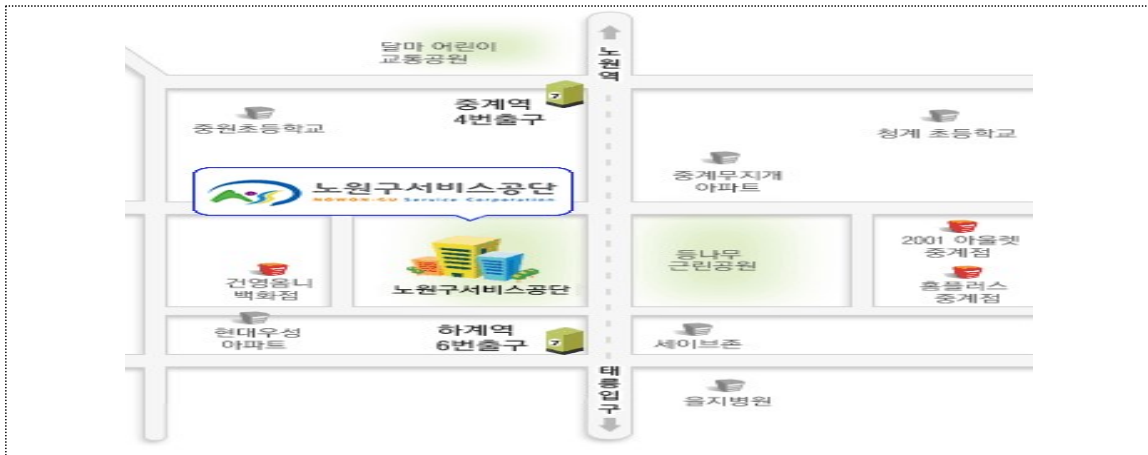 달마 어린이
교통공원
노원역
7
중계역
4번출구
중원초등학교
청계 초등학교
중계무지개
아파트
노원구서비스공단
NOWON-GU Service Corporation
2001 아울렛
중계점
등나무
근린공원
건영옴니
백화점
노원구서비스공단
홈플러스
중계점
현대우성
아파트
하계역
6번출구
7
세이브존
태릉입구
을지병원